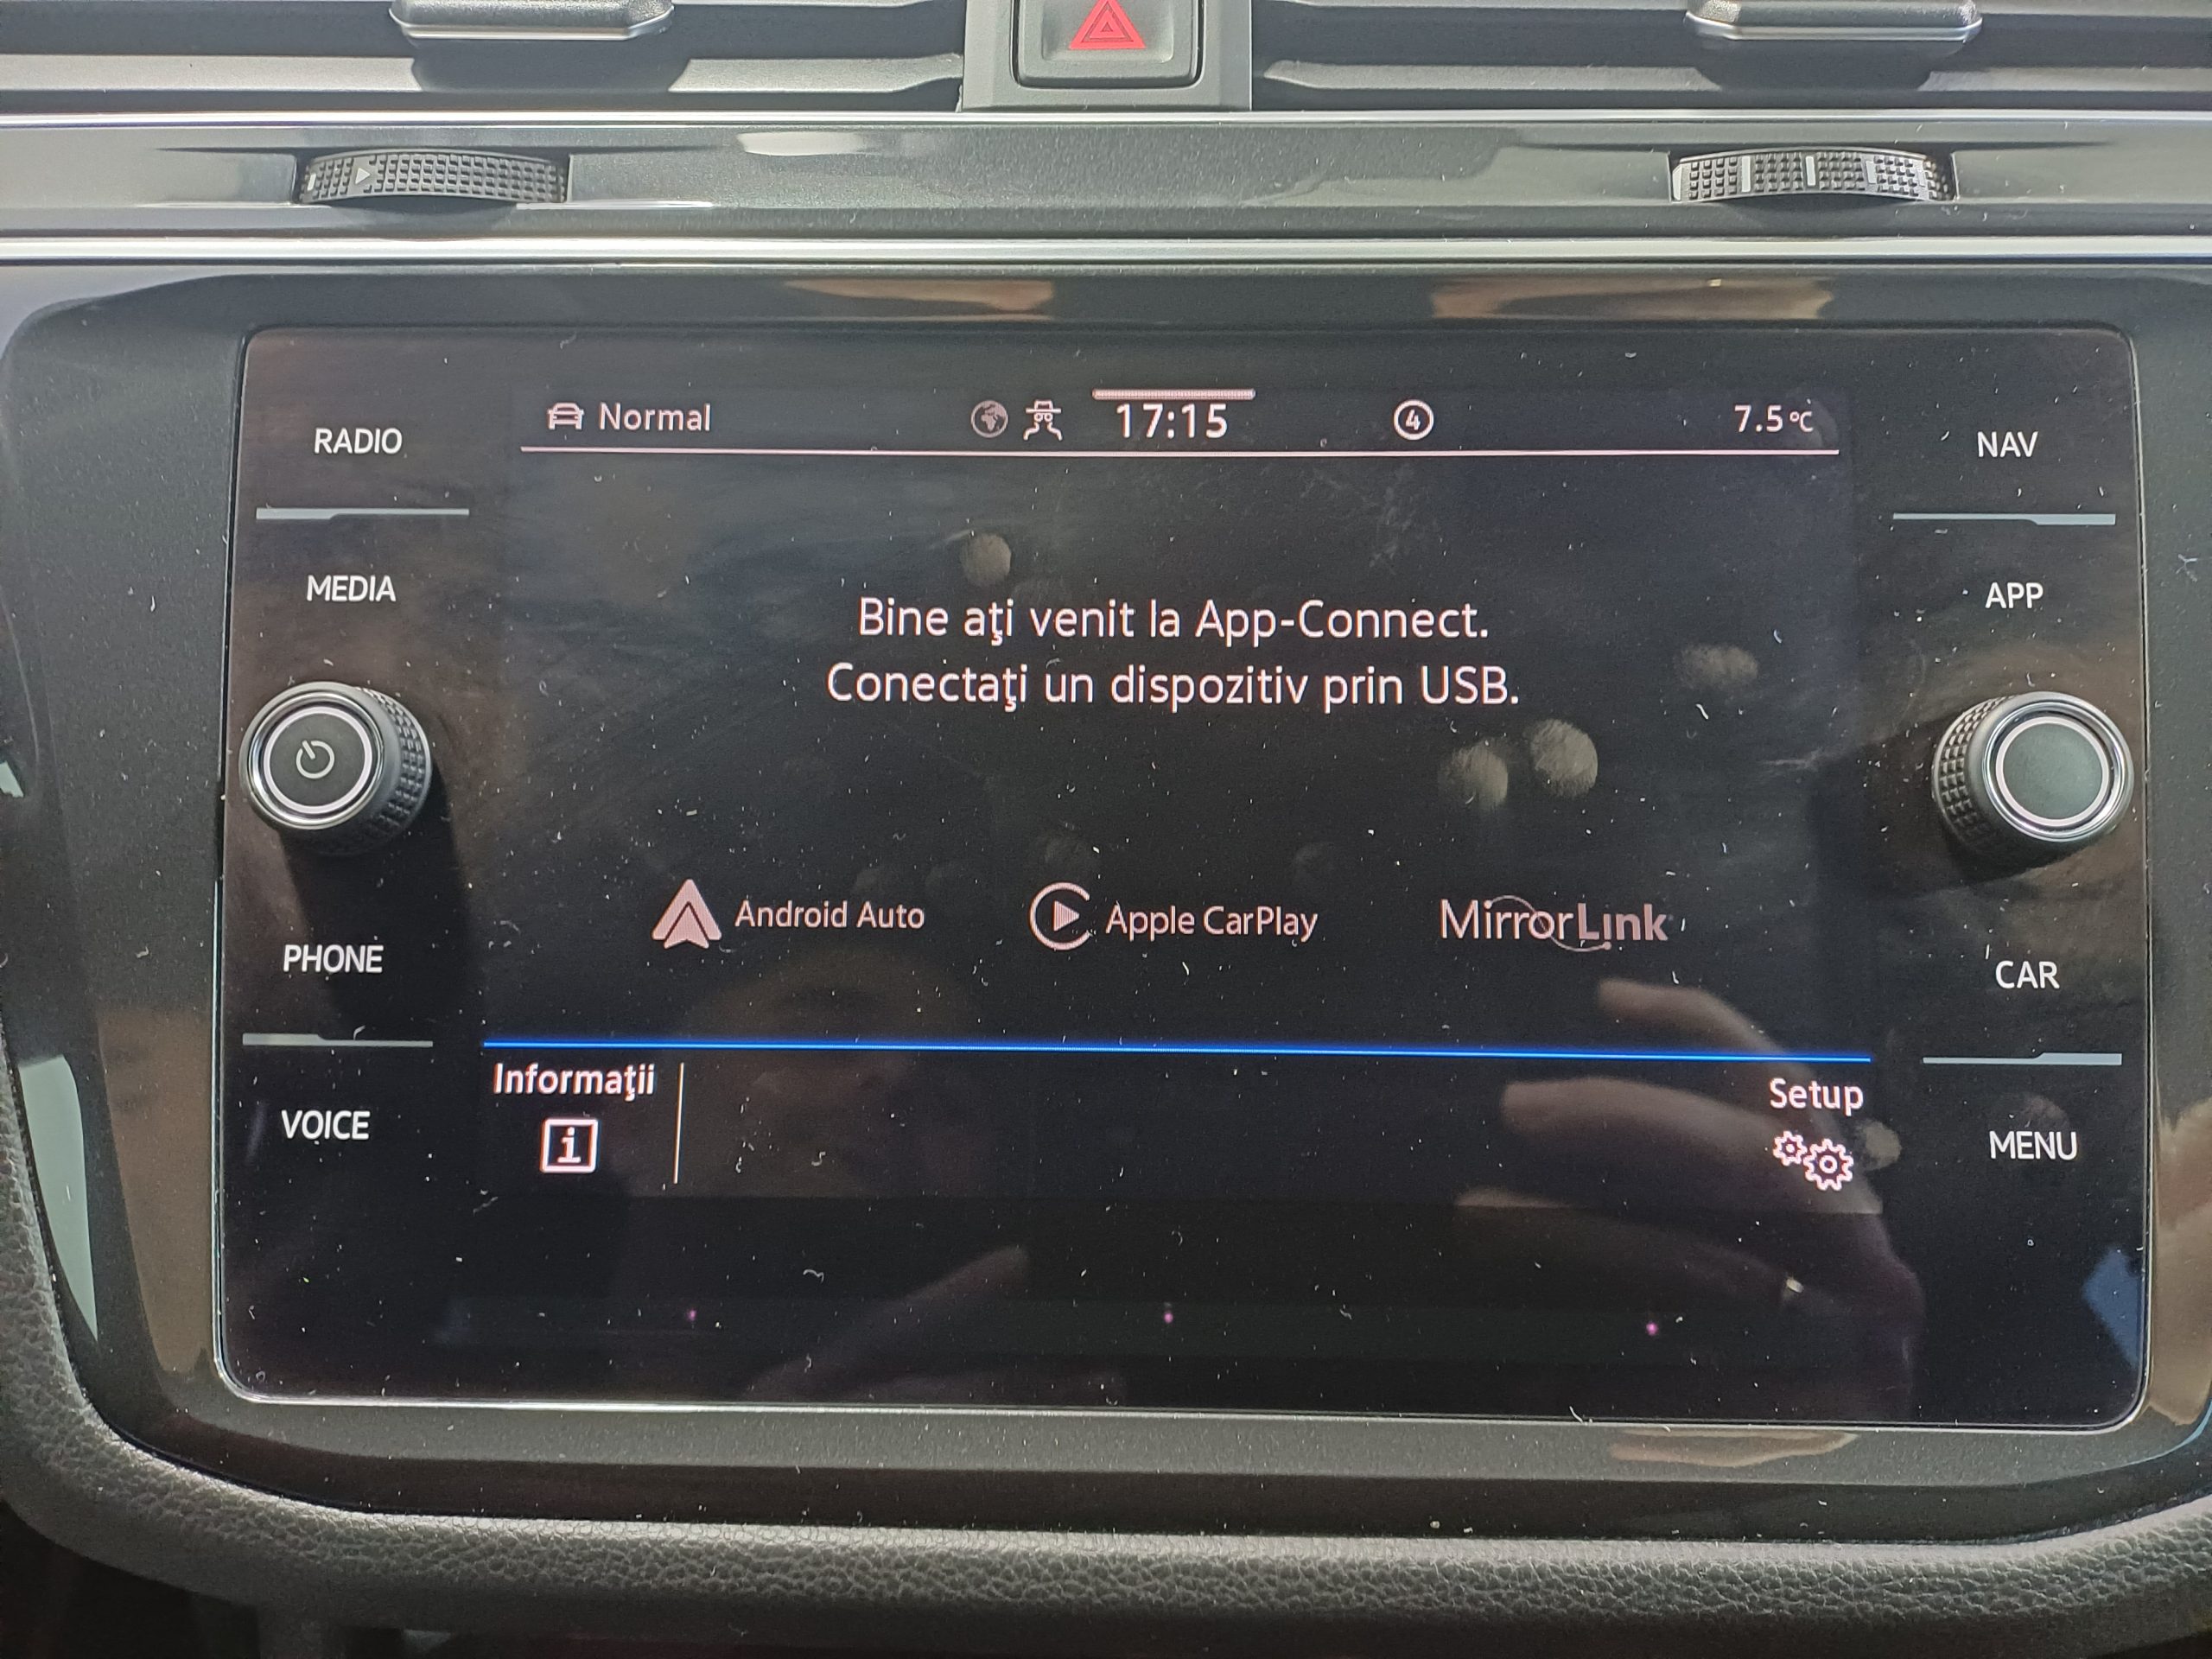 RADIO
MEDIA
PHONE
VOICE
Normal
17:15
4
7.5°C
Bine aţi venit la App-Connect.
Conectaţi un dispozitiv prin USB.
Android Auto
Apple CarPlay
MirrorLink
Informaţii
i
Setup
NAV
APP
CAR
MENU